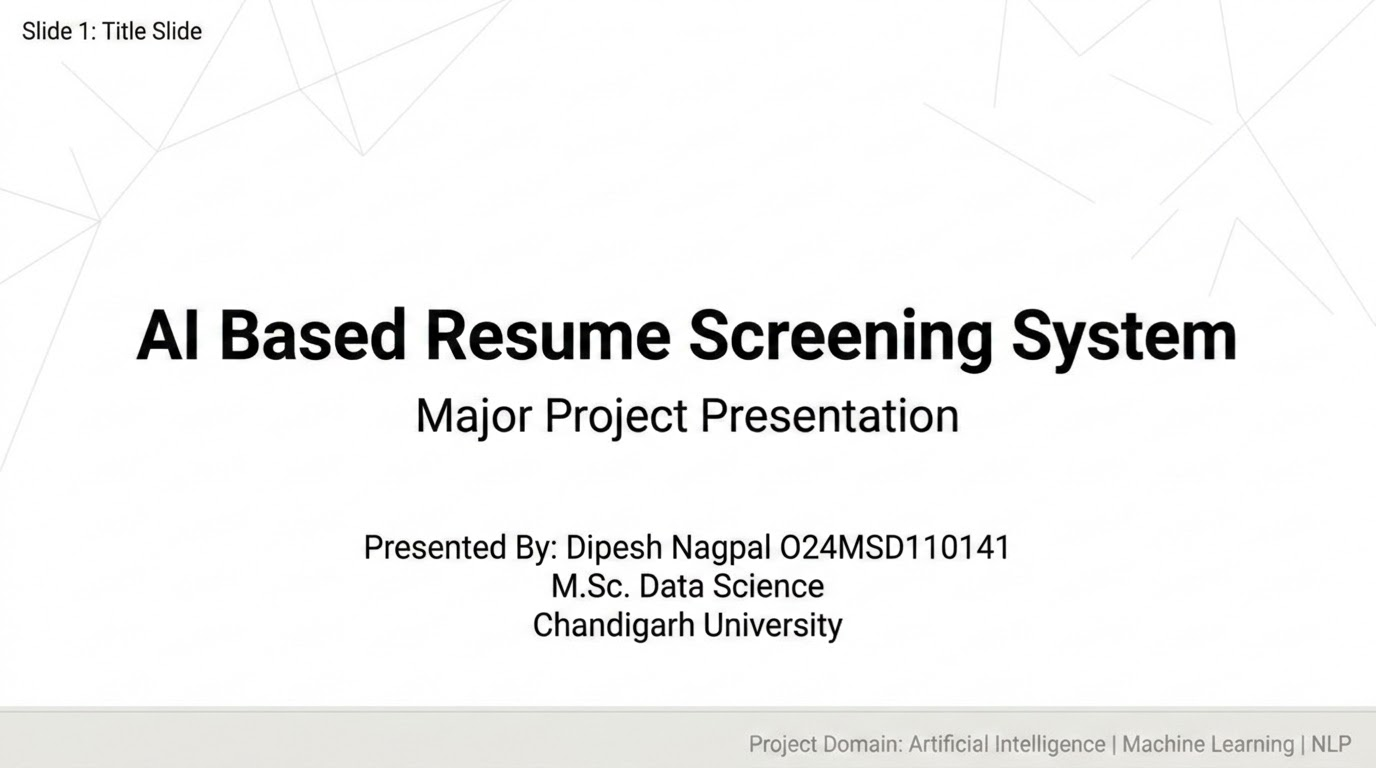 Slide 1: Title Slide
AI Based Resume Screening System
Major Project Presentation
Presented By: Dipesh Nagpal O24MSD110141
M.Sc. Data Science
Chandigarh University
Project Domain: Artificial Intelligence | Machine Learning | NLP